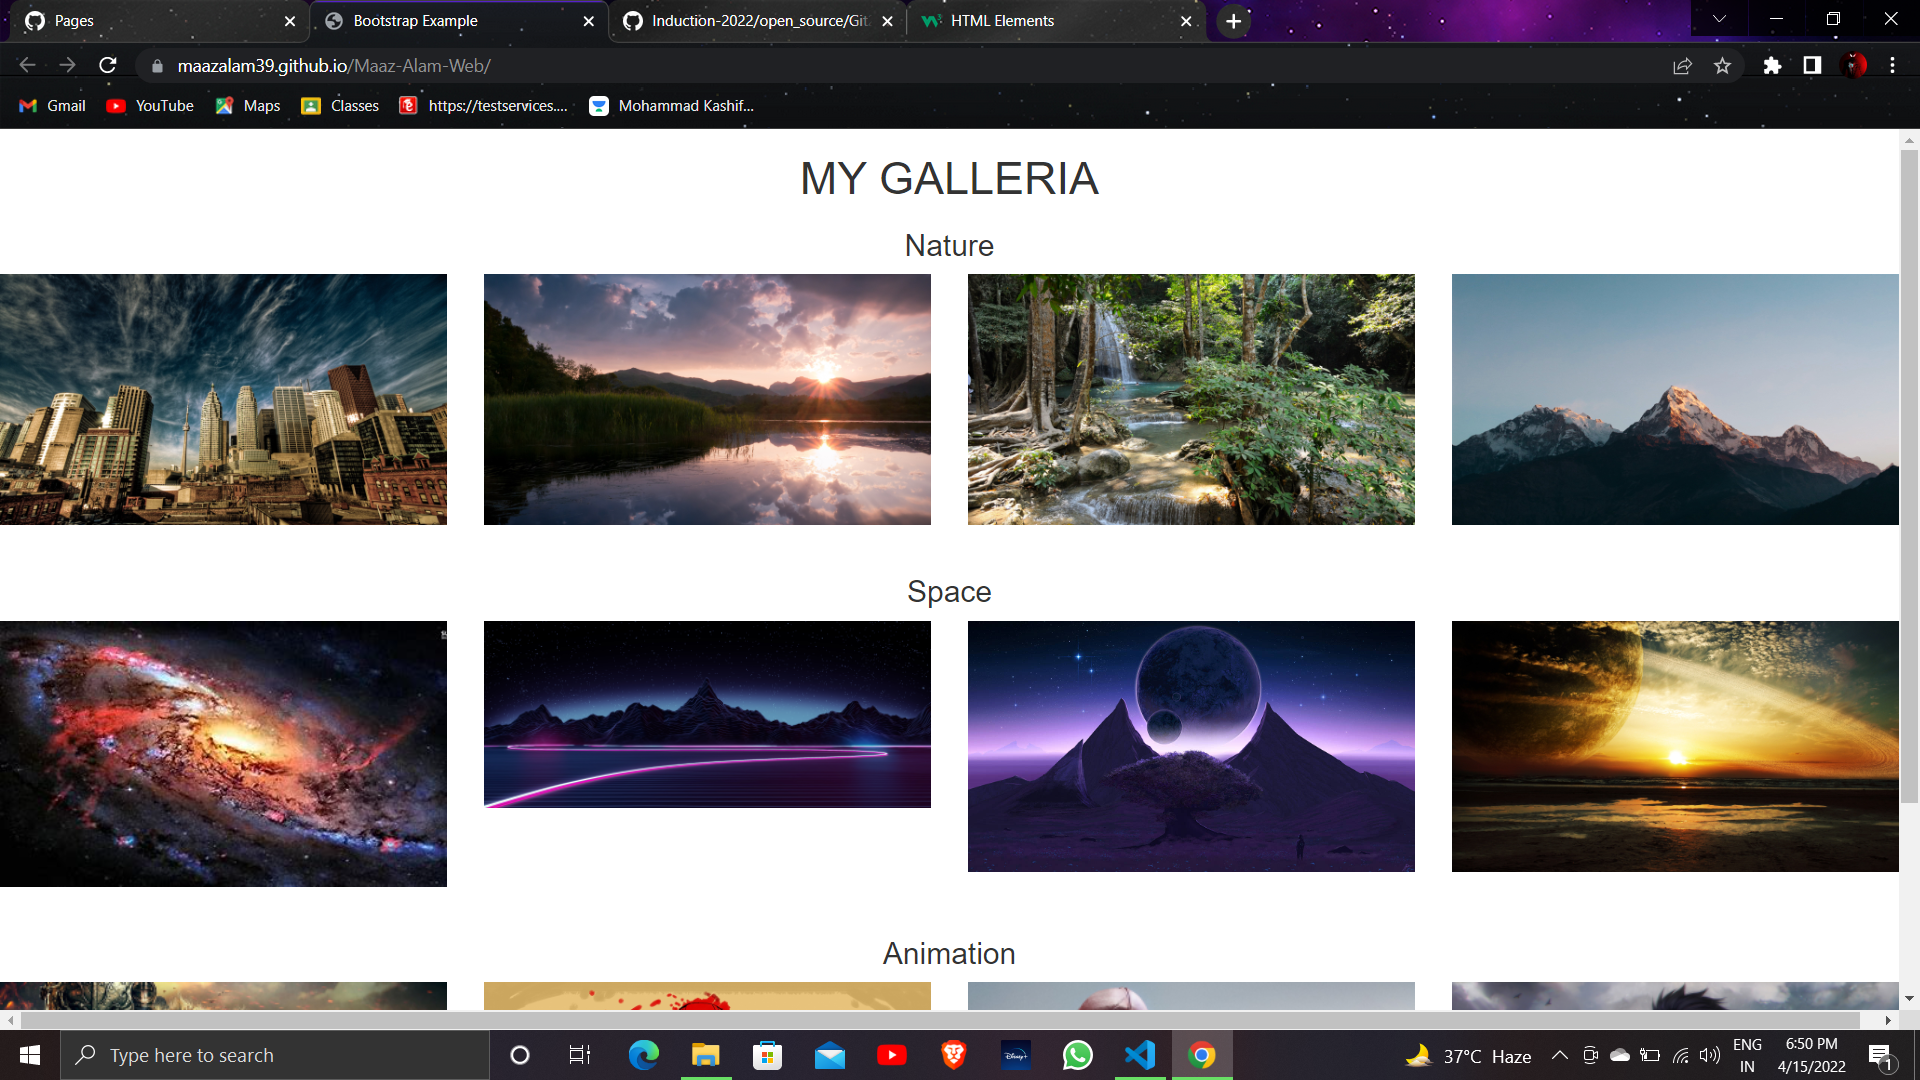 Pages
Bootstrap Example
Induction-2022/open_source/Git
HTML Elements
maazalam39.github.io/Maaz-Alam-Web/
Gmail
YouTube
Maps
Classes
https://testservices....
Mohammad Kashif...
MY GALLERIA
Nature
Space
Animation
Type here to search
Disney+
37°C Haze
ENG
IN
6:50 PM
4/15/2022
1